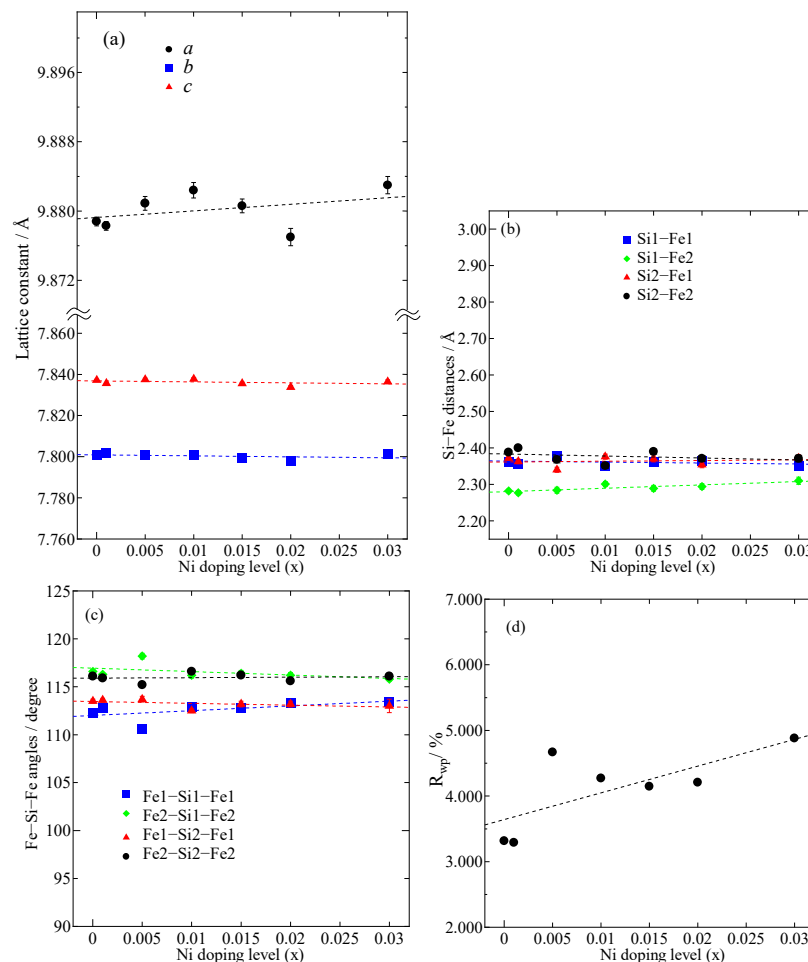 (a)
a
b
c
9.896
9.888
9.880
9.872
7.860
7.840
7.820
7.800
7.780
7.760
Lattice constant / Å
0 0.005 0.01 0.015 0.02 0.025 0.03
Ni doping level (x)
(b)
Si1−Fe1
Si1−Fe2
Si2−Fe1
Si2−Fe2
3.00
2.90
2.80
2.70
2.60
2.50
2.40
2.30
2.20
Si−Fe distances / Å
0 0.005 0.01 0.015 0.02 0.025 0.03
Ni doping level (x)
(c)
125
120
115
110
105
100
95
90
Fe−Si−Fe angles / degree
Fe1−Si1−Fe1
Fe2−Si1−Fe2
Fe1−Si2−Fe1
Fe2−Si2−Fe2
0 0.005 0.01 0.015 0.02 0.025 0.03
Ni doping level (x)
(d)
7.000
6.000
5.000
4.000
3.000
2.000
Rwp/ %
0 0.005 0.01 0.015 0.02 0.025 0.03
Ni doping level (x)